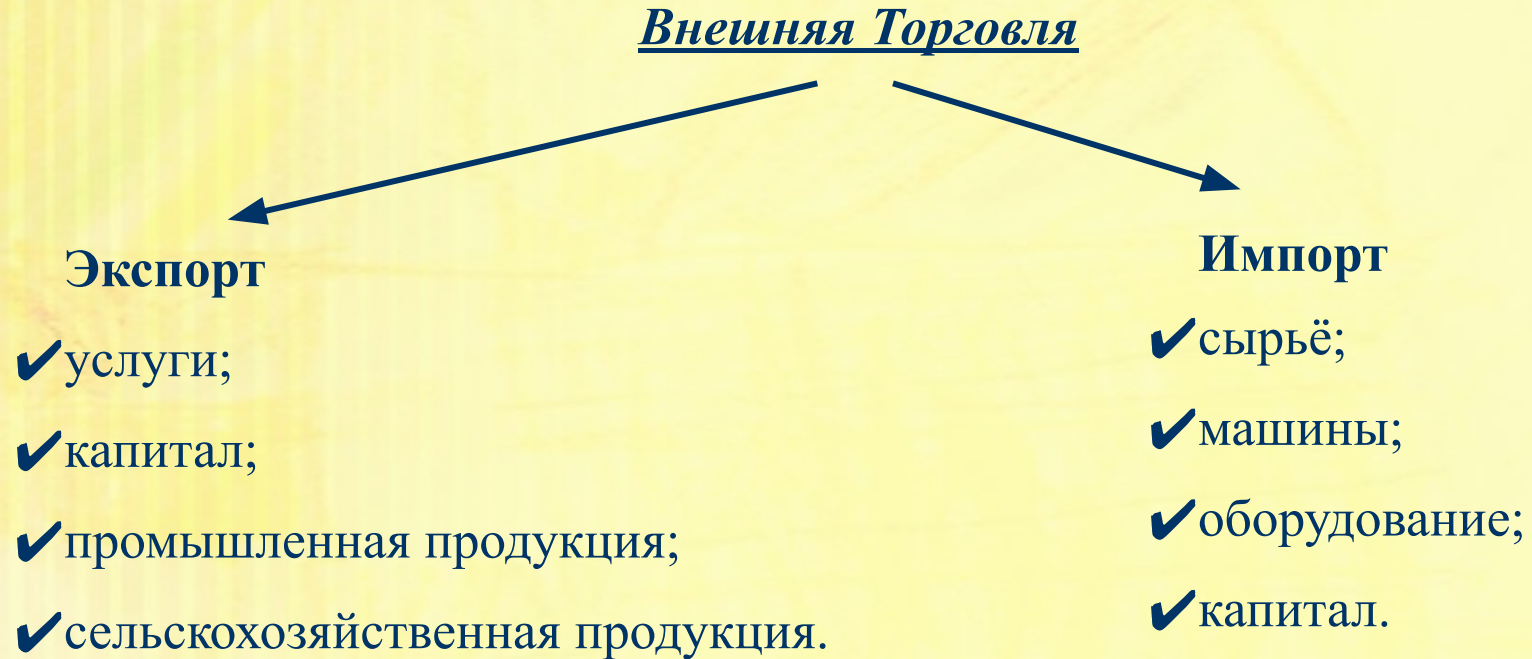 Внешняя Торговля
Экспорт
✔услуги;
✔капитал;
✔промышленная продукция;
✔сельскохозяйственная продукция.
Импорт
✔сырьё;
✔машины;
✔оборудование;
✔капитал.